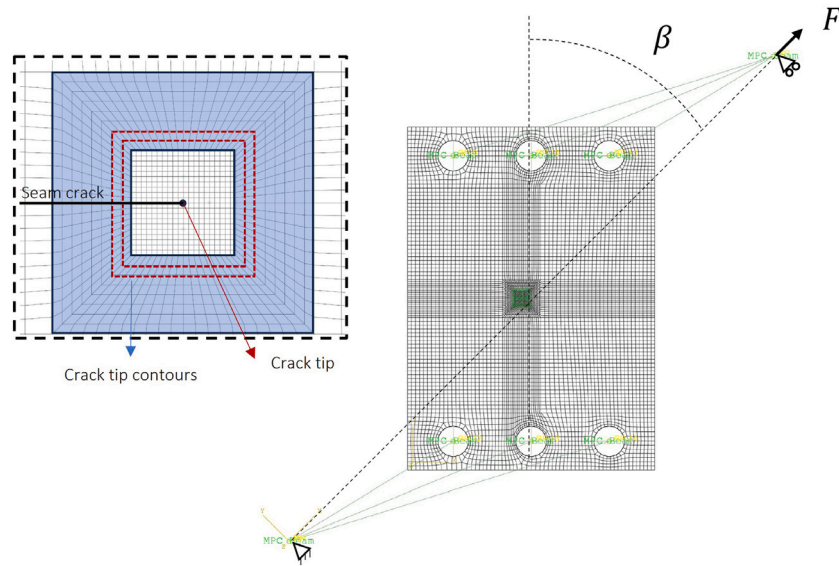 β
F
MPC
Seam crack
Crack tip
Crack tip contours
MPC
MPC
MPC
MPC
MPC
MPC
Y
X
Z
MPC